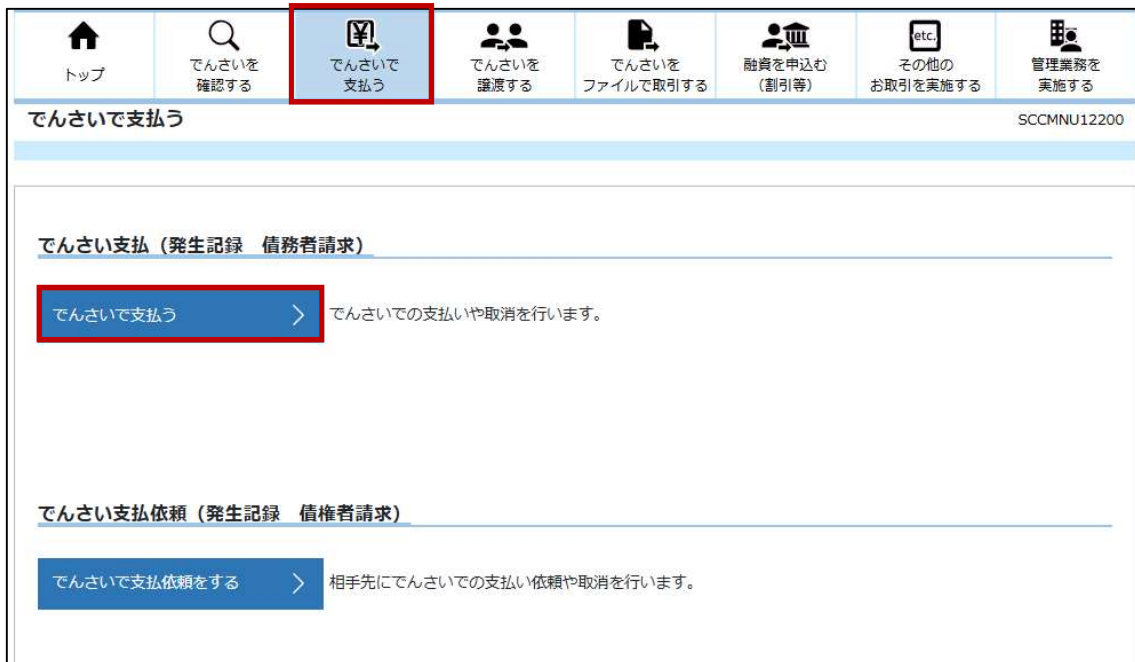 トップ
でんさいを
確認する
でんさいで
支払う
でんさいを
譲渡する
でんさいを
ファイルで取引する
融資を申込む
（割引等）
etc.
その他の
お取引を実施する
管理業務を
実施する
でんさいで支払う
SCCMNU12200
でんさい支払（発生記録　債務者請求）
でんさいで支払う
でんさいでの支払いや取消を行います。
でんさい支払依頼（発生記録　債権者請求）
でんさいで支払依頼をする
相手先にでんさいでの支払い依頼や取消を行います。